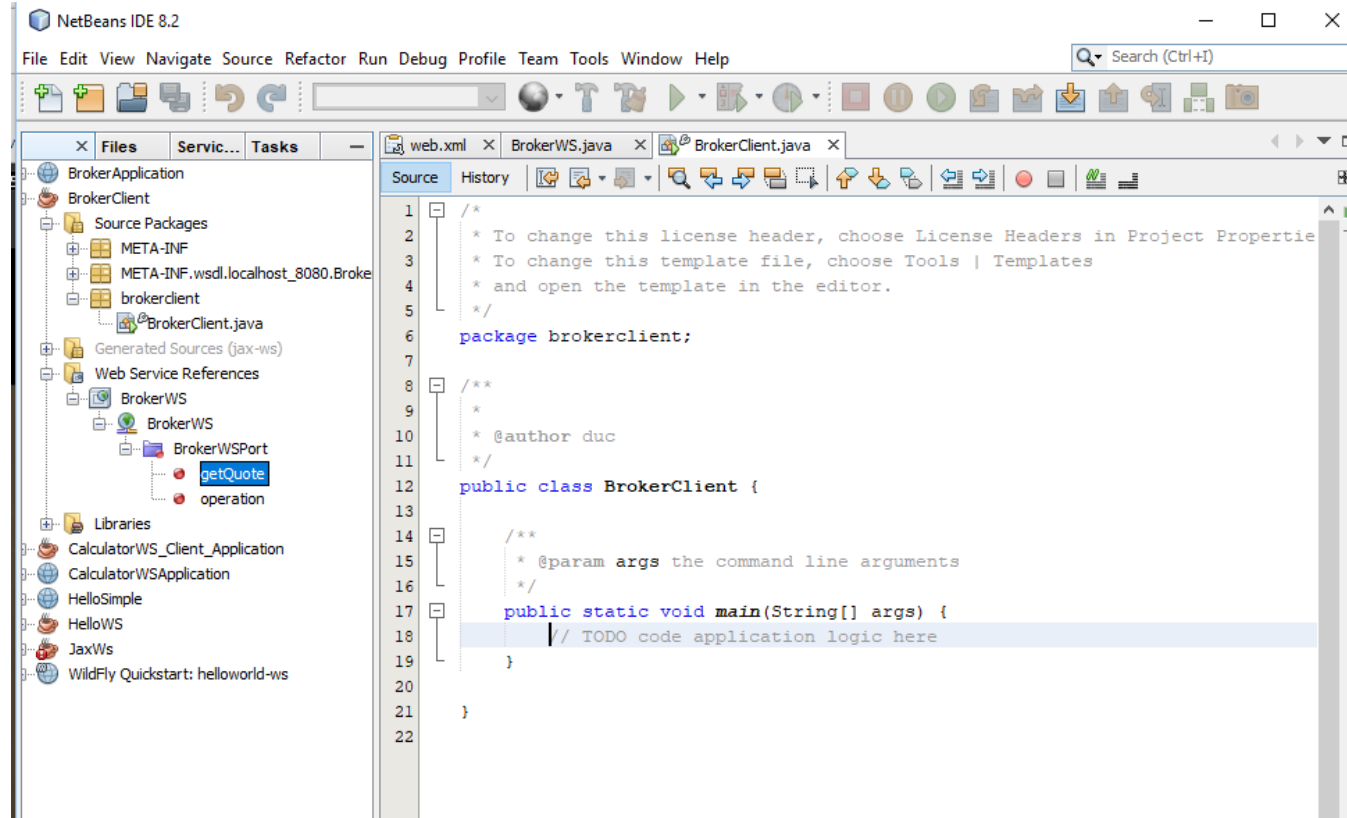 NetBeans IDE 8.2
File Edit View Navigate Source Refactor Run Debug Profile Team Tools Window Help
Search (Ctrl+I)
Files Servic... Tasks
web.xml BrokerWS.java BrokerClient.java
Source History
BrokerApplication
BrokerClient
Source Packages
META-INF
META-INF.wsdl.localhost_8080.Broke
brokerclient
BrokerClient.java
Generated Sources (jax-ws)
Web Service References
BrokerWS
BrokerWS
BrokerWSPort
getQuote
operation
Libraries
CalculatorWS_Client_Application
CalculatorWSApplication
HelloSimple
HelloWS
JaxWs
WildFly Quickstart: helloworld-ws
1 /*
2 * To change this license header, choose License Headers in Project Propertie
3 * To change this template file, choose Tools | Templates
4 * and open the template in the editor.
5 */
6 package brokerclient;
7
8 /**
9 *
10 * @author duc
11 */
12 public class BrokerClient {
13
14 /**
15 * @param args the command line arguments
16 */
17 public static void main(String[] args) {
18 // TODO code application logic here
19 }
20
21 }
22